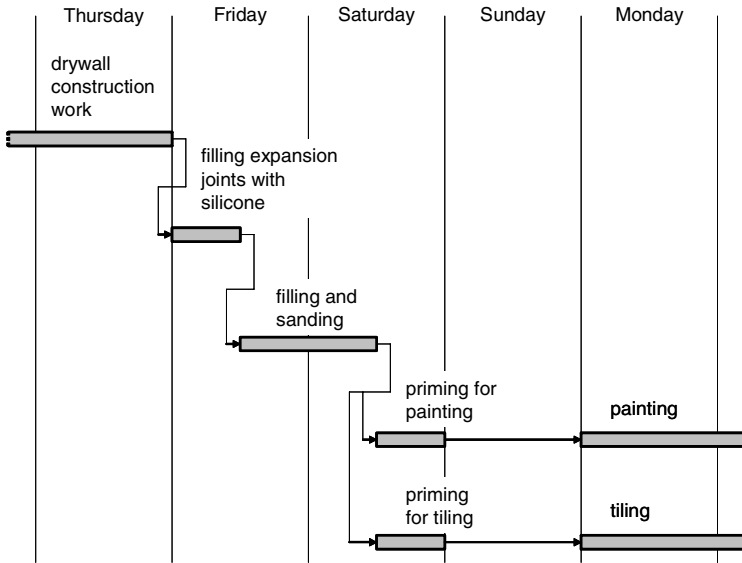 Thursday
Friday
Saturday
Sunday
Monday
drywall
construction
work
filling expansion
joints with
silicone
filling and
sanding
priming for
painting
painting
priming
for tiling
tiling